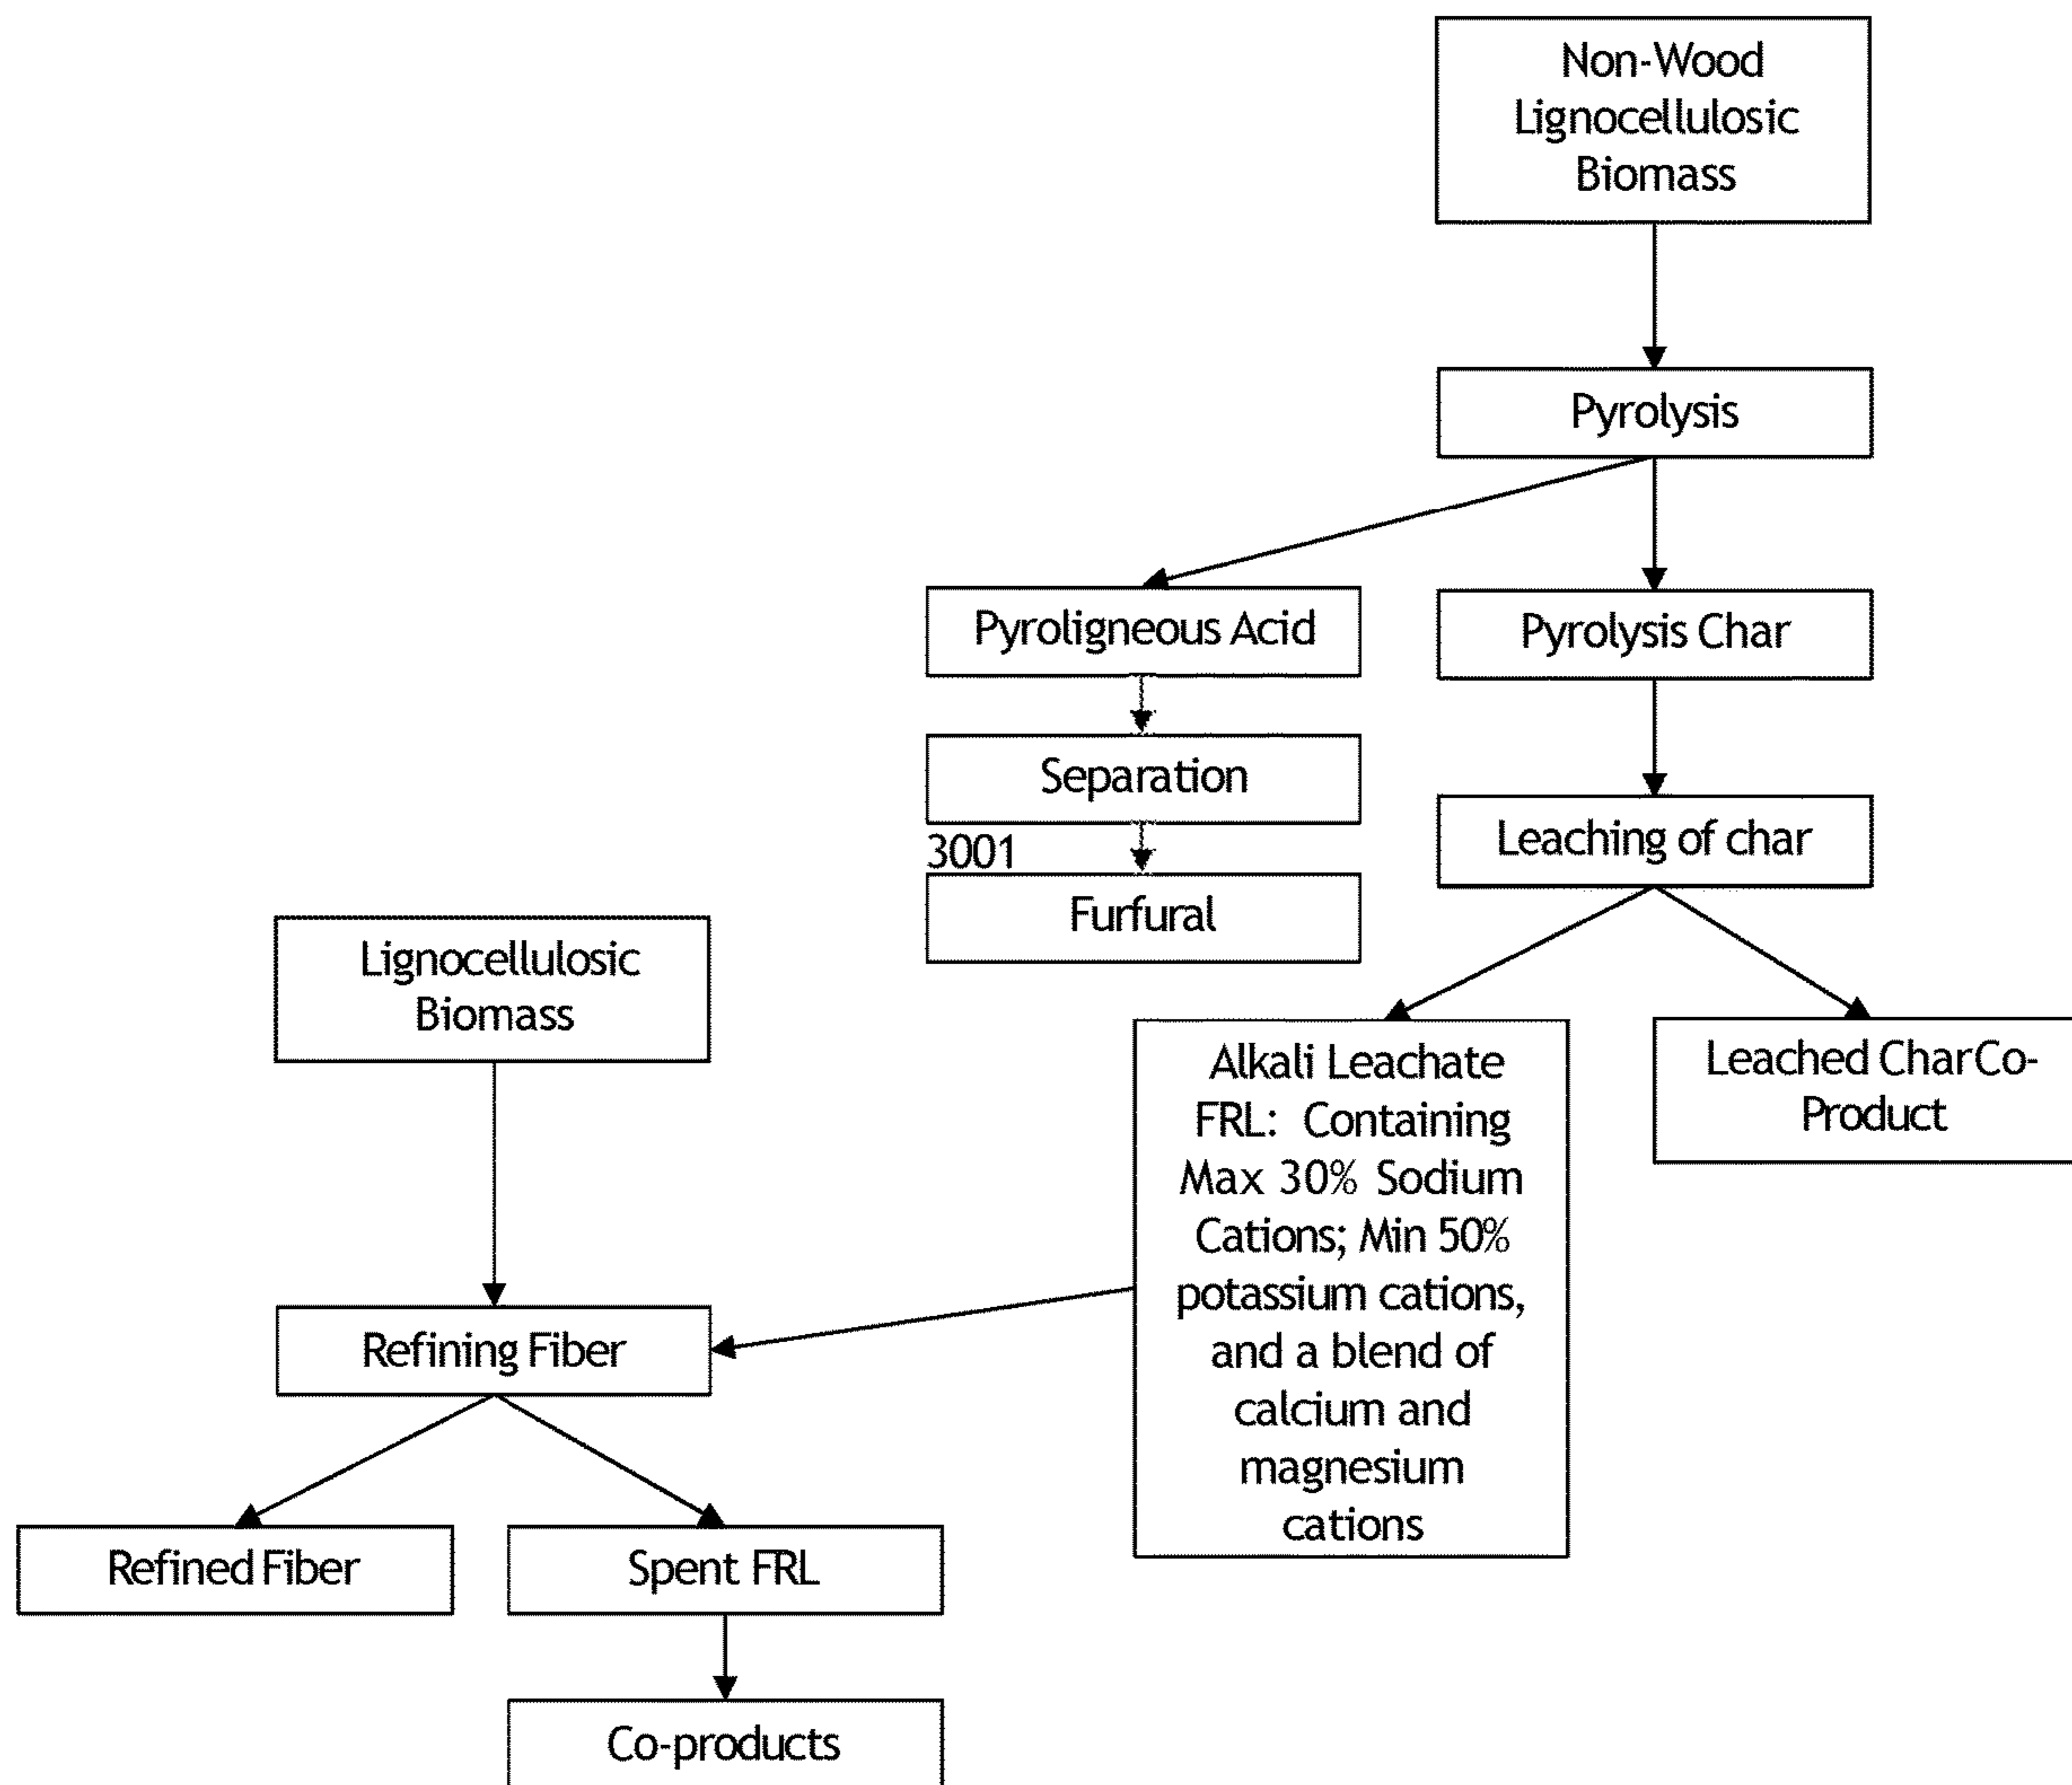 Non-Wood
Lignocellulosic
Biomass
Pyrolysis
Pyroligneous Acid
Pyrolysis Char
Separation
Leaching of char
3001
Furfural
Lignocellulosic
Biomass
Alkali Leachate
FRL: Containing
Max 30% Sodium
Cations; Min 50%
potassium cations,
and a blend of
calcium and
magnesium
cations
Leached CharCo-
Product
Refining Fiber
Refined Fiber
Spent FRL
Co-products